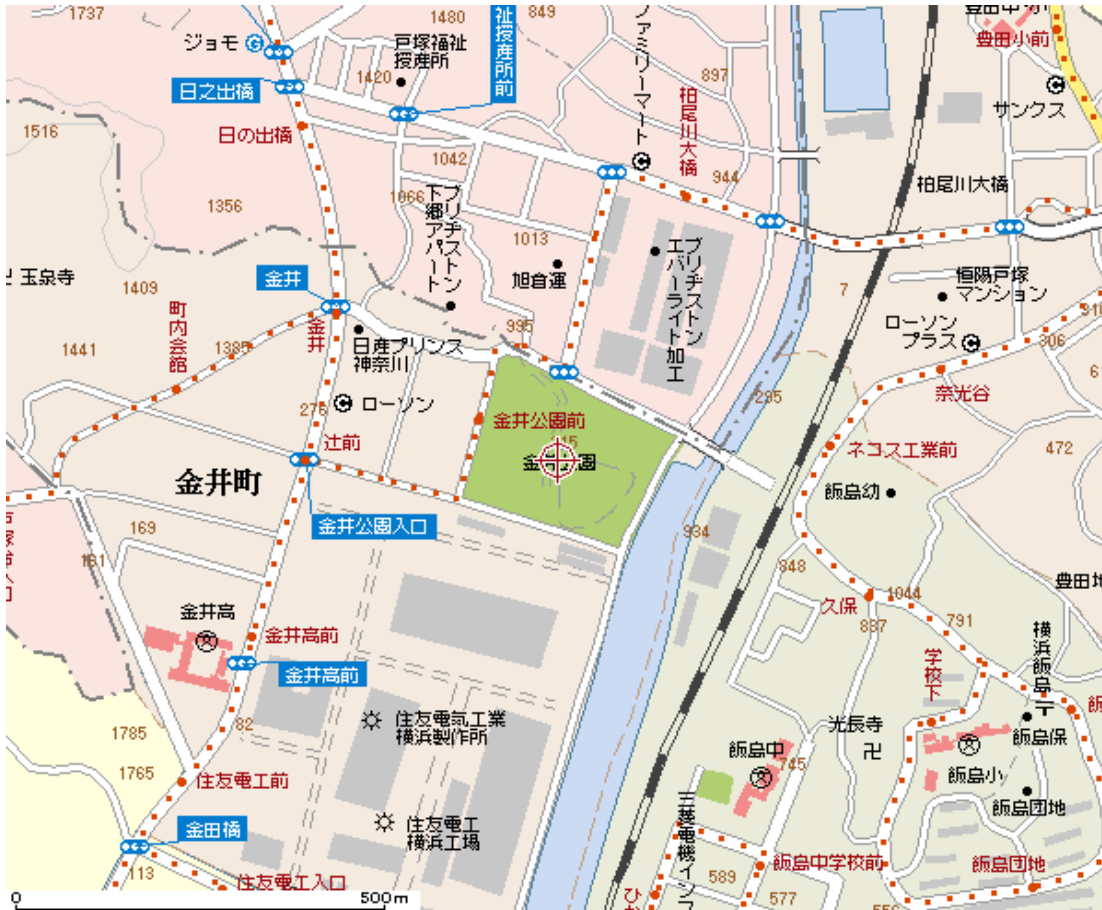 1737
1480
849
ジョモ
戸塚福祉
授産所
祉授産所前
ファミリーマート
897
豊田小前
サンクス
日之出橋
1420
1516
日の出橋
1042
柏尾川大橋
944
柏尾川大橋
1066
1356
ブリヂストン
下郷アパート
1013
旭倉運
ブリヂストン
エバーライト加工
玉泉寺
1409
金井
7
恒陽戸塚
マンション
町内会館
金井
995
ローソン
プラス
306
1441
1385
日産プリンス
神奈川
奈光谷
276
ローソン
金井公園前
295
辻前
ネコス工業前
472
金井町
飯島幼
金井公園入口
169
934
161
848
1044
豊田地
久保
金井高
837
791
横浜飯島
金井高前
学校下
金井高前
82
住友電気工業
横浜製作所
光長寺
飯島保
1785
飯島中
745
飯島小
1765
住友電工前
飯島団地
住友電工
横浜工場
三菱電機インフ
金田橋
飯島中学校前
飯島団地
113
住友電工入口
589
577
ひか
0
500m